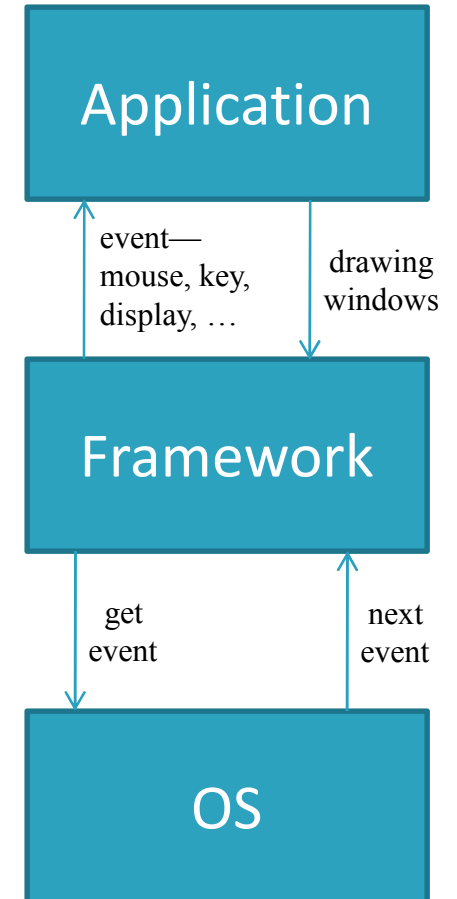 Application
event—
mouse, key,
display, …
drawing
windows
Framework
get
event
next
event
OS